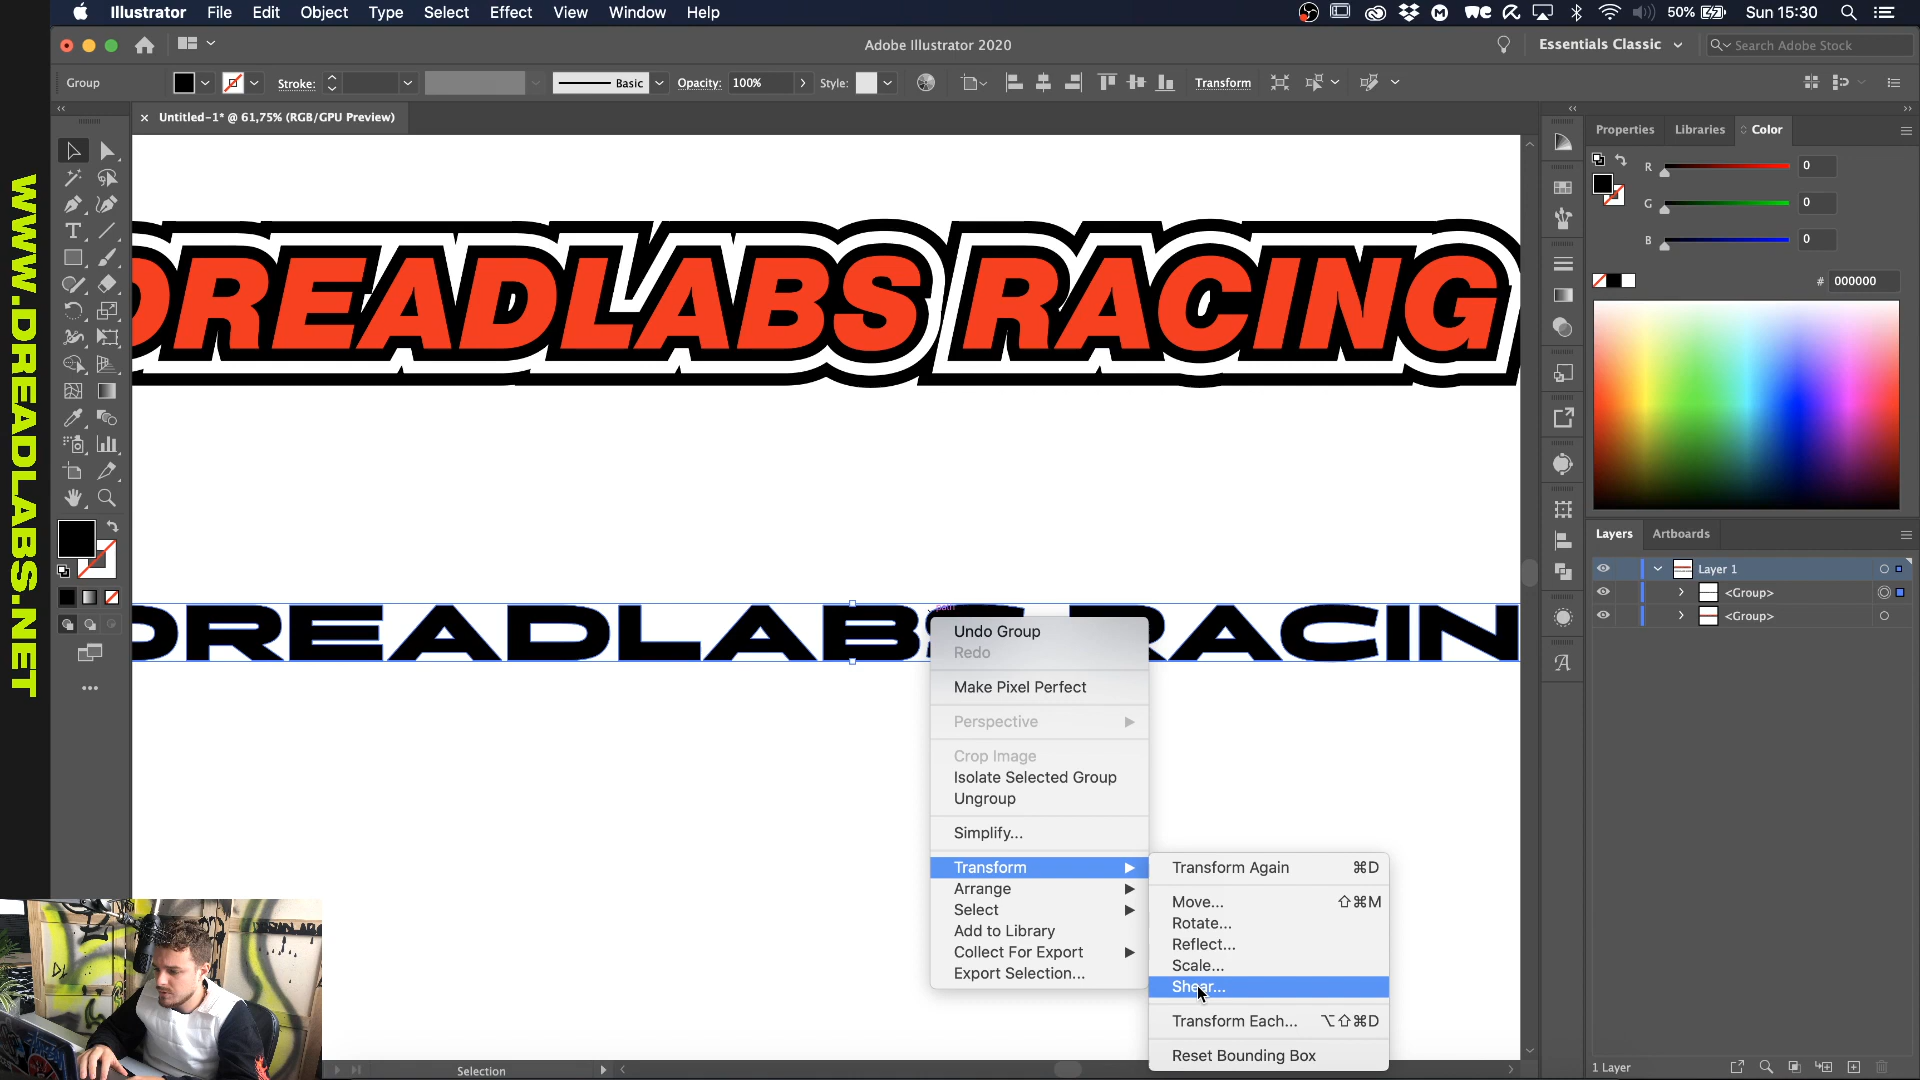 Illustrator File Edit Object Type Select Effect View Window Help
50% Sun 15:30
Adobe Illustrator 2020
Essentials Classic
Search Adobe Stock
Group
Stroke:
Basic
Opacity: 100%
Style:
Transform
× Untitled-1* @ 61,75% (RGB/GPU Preview)
Properties Libraries Color
R 0
G 0
B 0
# 000000
WWW.DREADLABS.NET
DREADLABS RACING
DREADLABS RACIN
path
Undo Group
Redo
Make Pixel Perfect
Perspective
Crop Image
Isolate Selected Group
Ungroup
Simplify...
Transform
Arrange
Select
Add to Library
Collect For Export
Export Selection...
Transform Again ⌘D
Move... ⇧⌘M
Rotate...
Reflect...
Scale...
Shear...
Transform Each... ⌥⇧⌘D
Reset Bounding Box
Layers Artboards
Layer 1
<Group>
<Group>
1 Layer
Selection